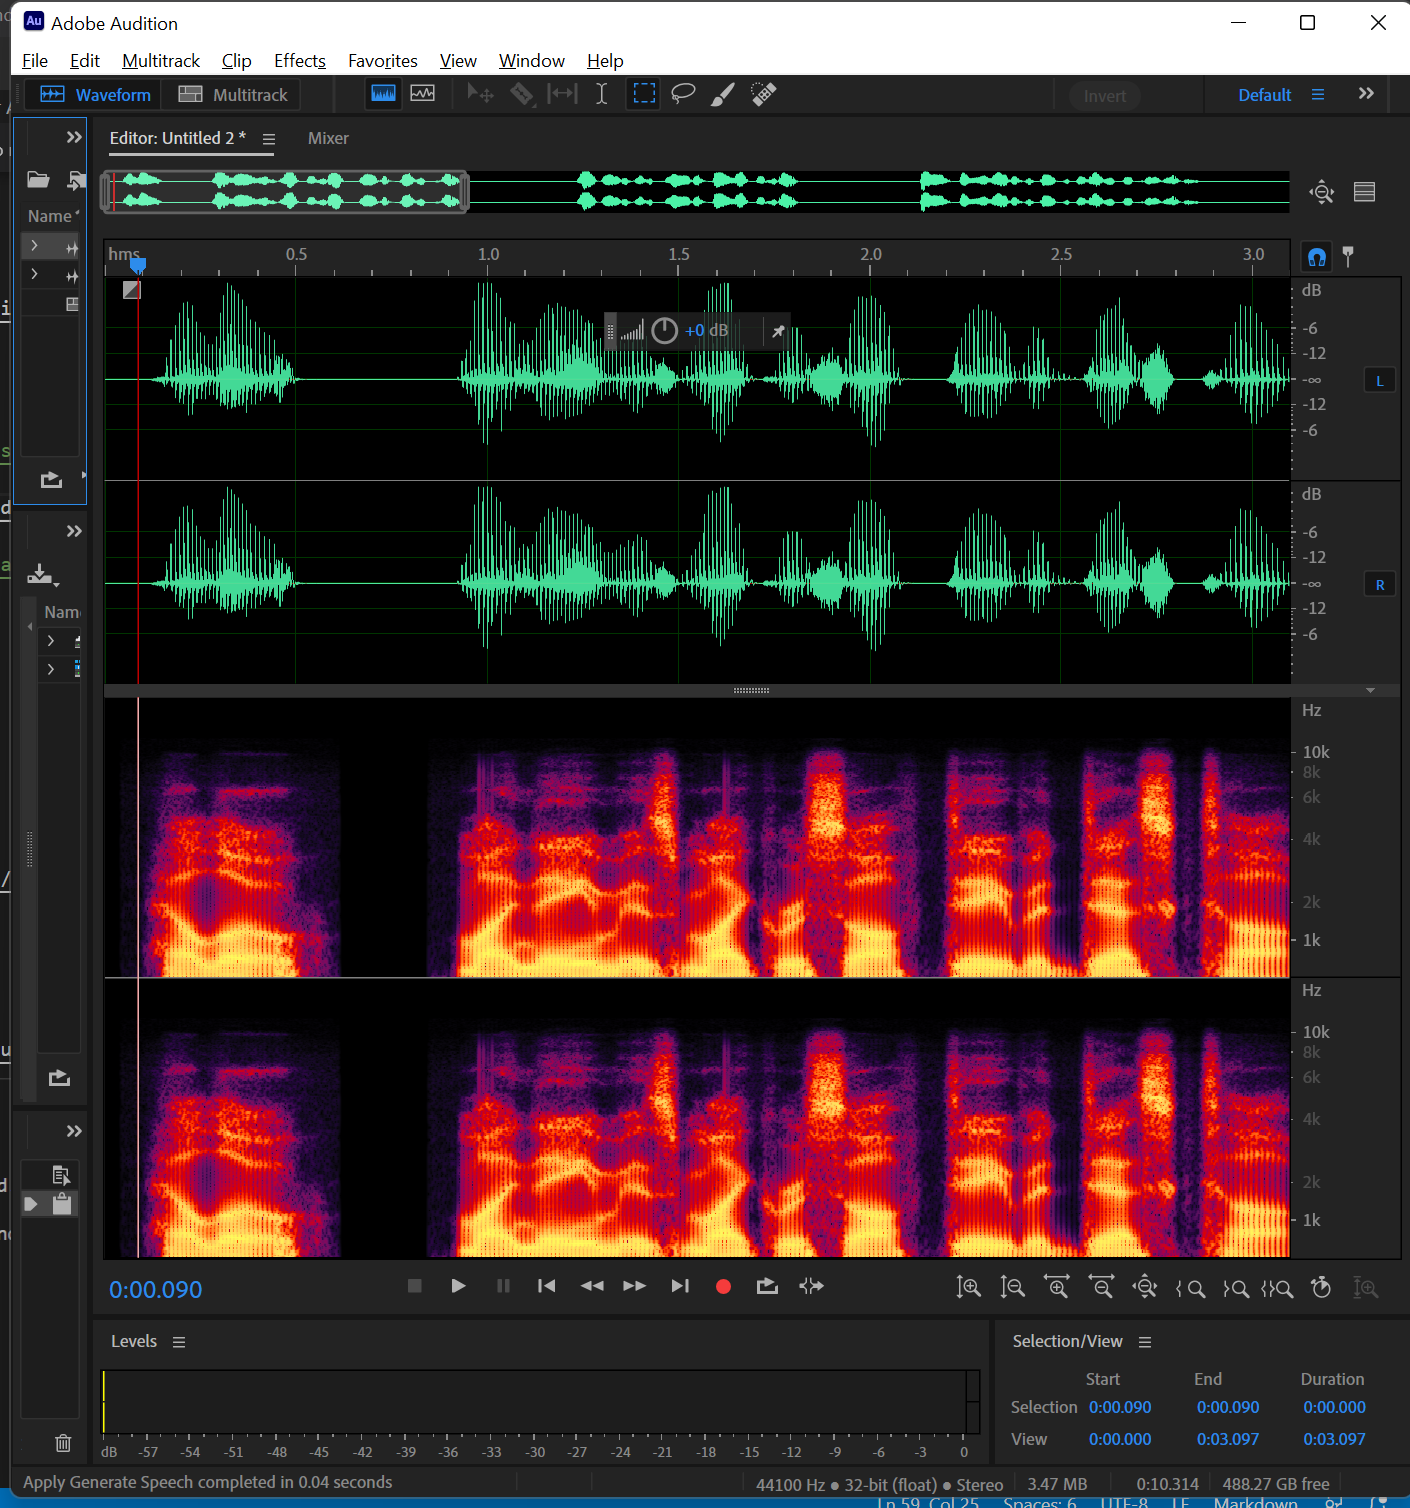 Au Adobe Audition
File Edit Multitrack Clip Effects Favorites View Window Help
Waveform Multitrack Invert Default
Editor: Untitled 2 * Mixer
Name
hms 0.5 1.0 1.5 2.0 2.5 3.0
dB
+0 dB
-6
-12
-∞
L
-12
-6
dB
-6
-12
-∞
R
-12
-6
Hz
10k
8k
6k
4k
2k
1k
Hz
10k
8k
6k
4k
2k
1k
0:00.090
Levels
dB -57 -54 -51 -48 -45 -42 -39 -36 -33 -30 -27 -24 -21 -18 -15 -12 -9 -6 -3 0
Selection/View
Start End Duration
Selection 0:00.090 0:00.090 0:00.000
View 0:00.000 0:03.097 0:03.097
Apply Generate Speech completed in 0.04 seconds
44100 Hz ● 32-bit (float) ● Stereo 3.47 MB 0:10.314 488.27 GB free
Ln 59, Col 25 Spaces: 6 UTF-8 LF Markdown